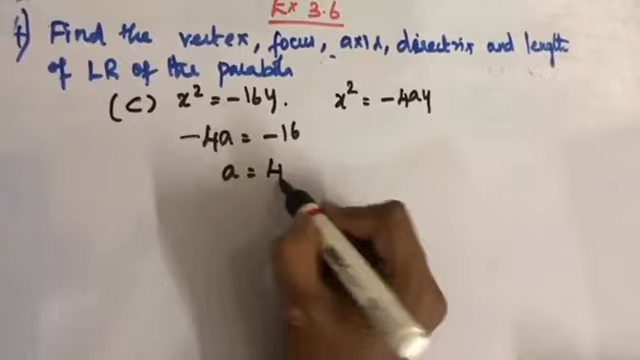 Ex 3.6
1) Find the vertex, focus, axis, directrix and length
of LR of the parabola
(C) x² = -16y. x² = -4ay
-4a = -16
a = 4